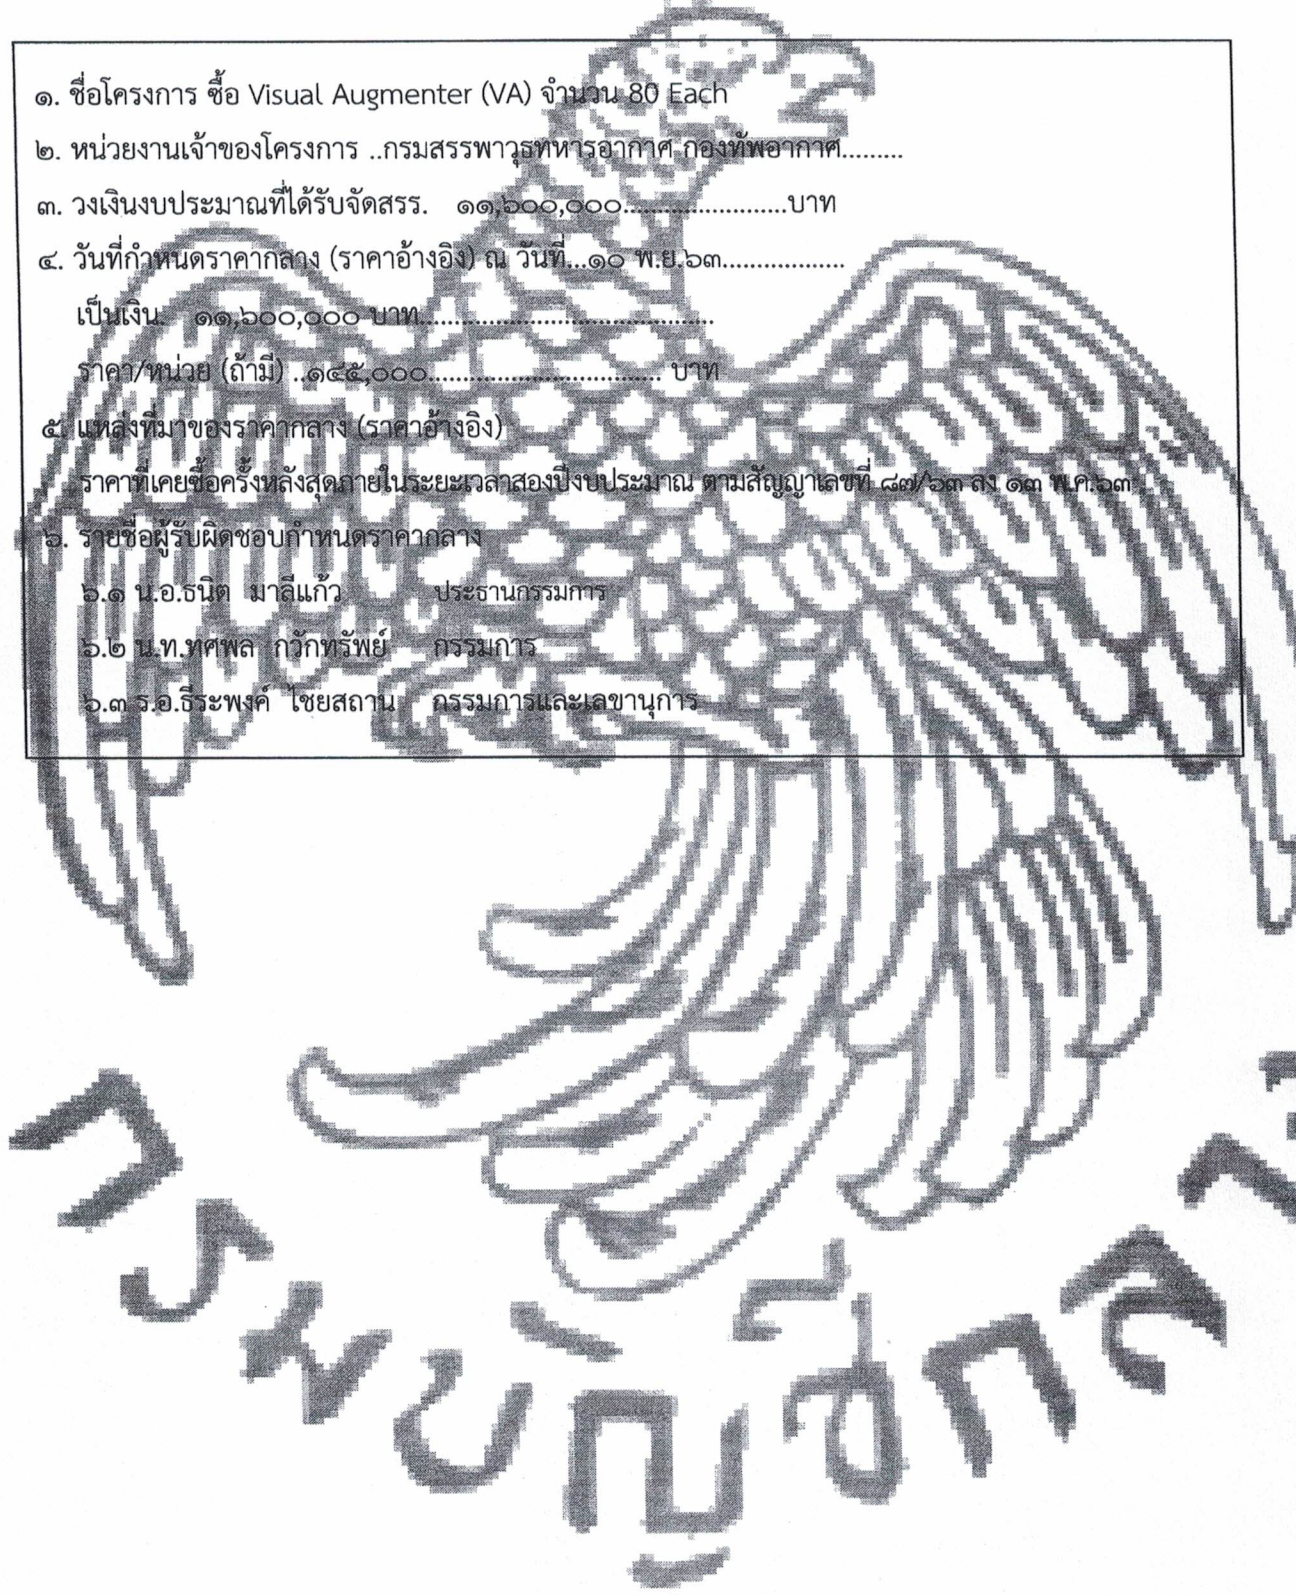 ๑. ชื่อโครงการ ซื้อ Visual Augmenter (VA) จำนวน 80 Each
๒. หน่วยงานเจ้าของโครงการ ..กรมสรรพาวุธทหารอากาศ กองทัพอากาศ.........
๓. วงเงินงบประมาณที่ได้รับจัดสรร. ๑๑,๖๐๐,๐๐๐.......................บาท
๔. วันที่กำหนดราคากลาง (ราคาอ้างอิง) ณ วันที่...๑๐ พ.ย.๖๓..................
เป็นเงิน. ๑๑,๖๐๐,๐๐๐ บาท...........................................
ราคา/หน่วย (ถ้ามี) ..๑๔๕,๐๐๐.................................. บาท
๕. แหล่งที่มาของราคากลาง (ราคาอ้างอิง)
ราคาที่เคยซื้อครั้งหลังสุดภายในระยะเวลาสองปีงบประมาณ ตามสัญญาเลขที่ ๘๗/๖๓ ลง ๑๓ พ.ค.๖๓
๖. รายชื่อผู้รับผิดชอบกำหนดราคากลาง
๖.๑ น.อ.ธนิต มาลีแก้ว ประธานกรรมการ
๖.๒ น.ท.ทศพล กวักทรัพย์ กรรมการ
๖.๓ ร.อ.ธีระพงค์ ไชยสถาน กรรมการและเลขานุการ
กรมบัญชีกลาง